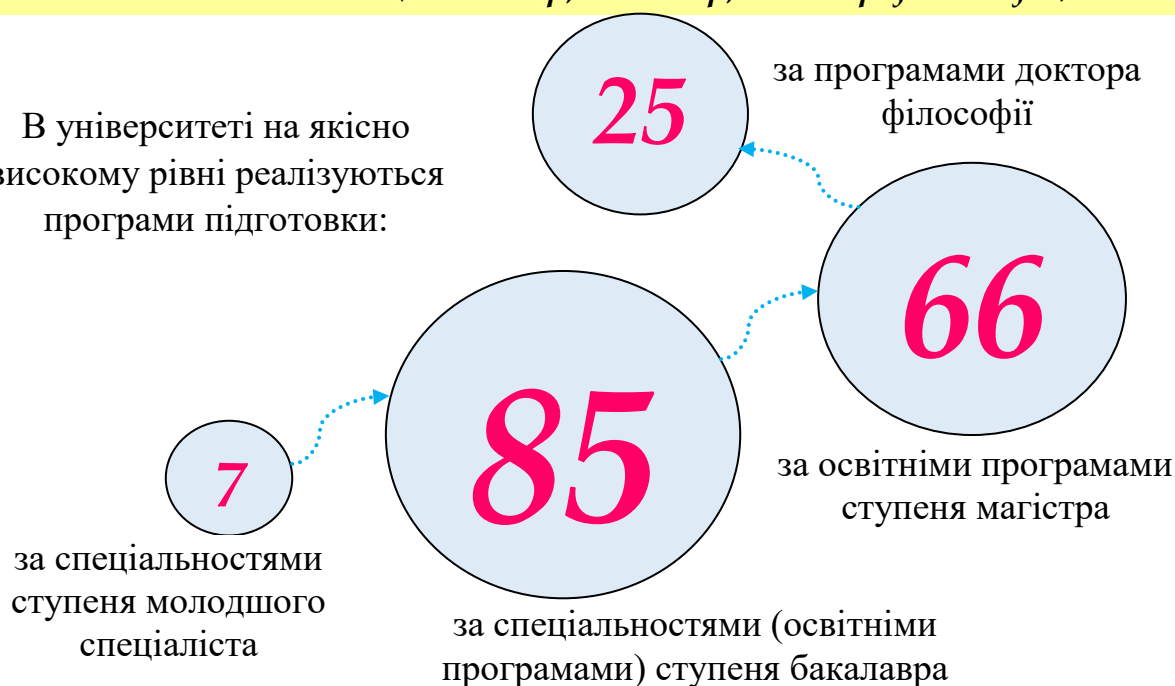 В університеті на якісно
високому рівні реалізуються
програми підготовки:
25
за програмами доктора
філософії
66
за освітніми програмами
ступеня магістра
85
за спеціальностями (освітніми
програмами) ступеня бакалавра
7
за спеціальностями
ступеня молодшого
спеціаліста